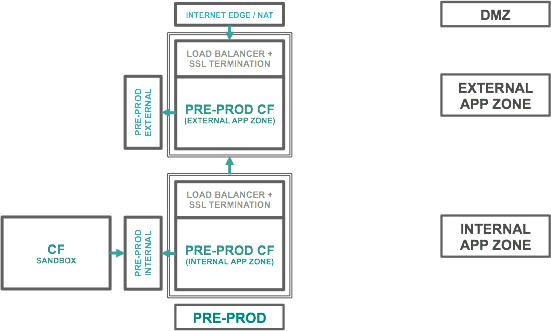 INTERNET EDGE / NAT
DMZ
LOAD BALANCER +
SSL TERMINATION
PRE-PROD
EXTERNAL
PRE-PROD CF
(EXTERNAL APP ZONE)
EXTERNAL
APP ZONE
LOAD BALANCER +
SSL TERMINATION
CF
SANDBOX
PRE-PROD
INTERNAL
PRE-PROD CF
(INTERNAL APP ZONE)
INTERNAL
APP ZONE
PRE-PROD